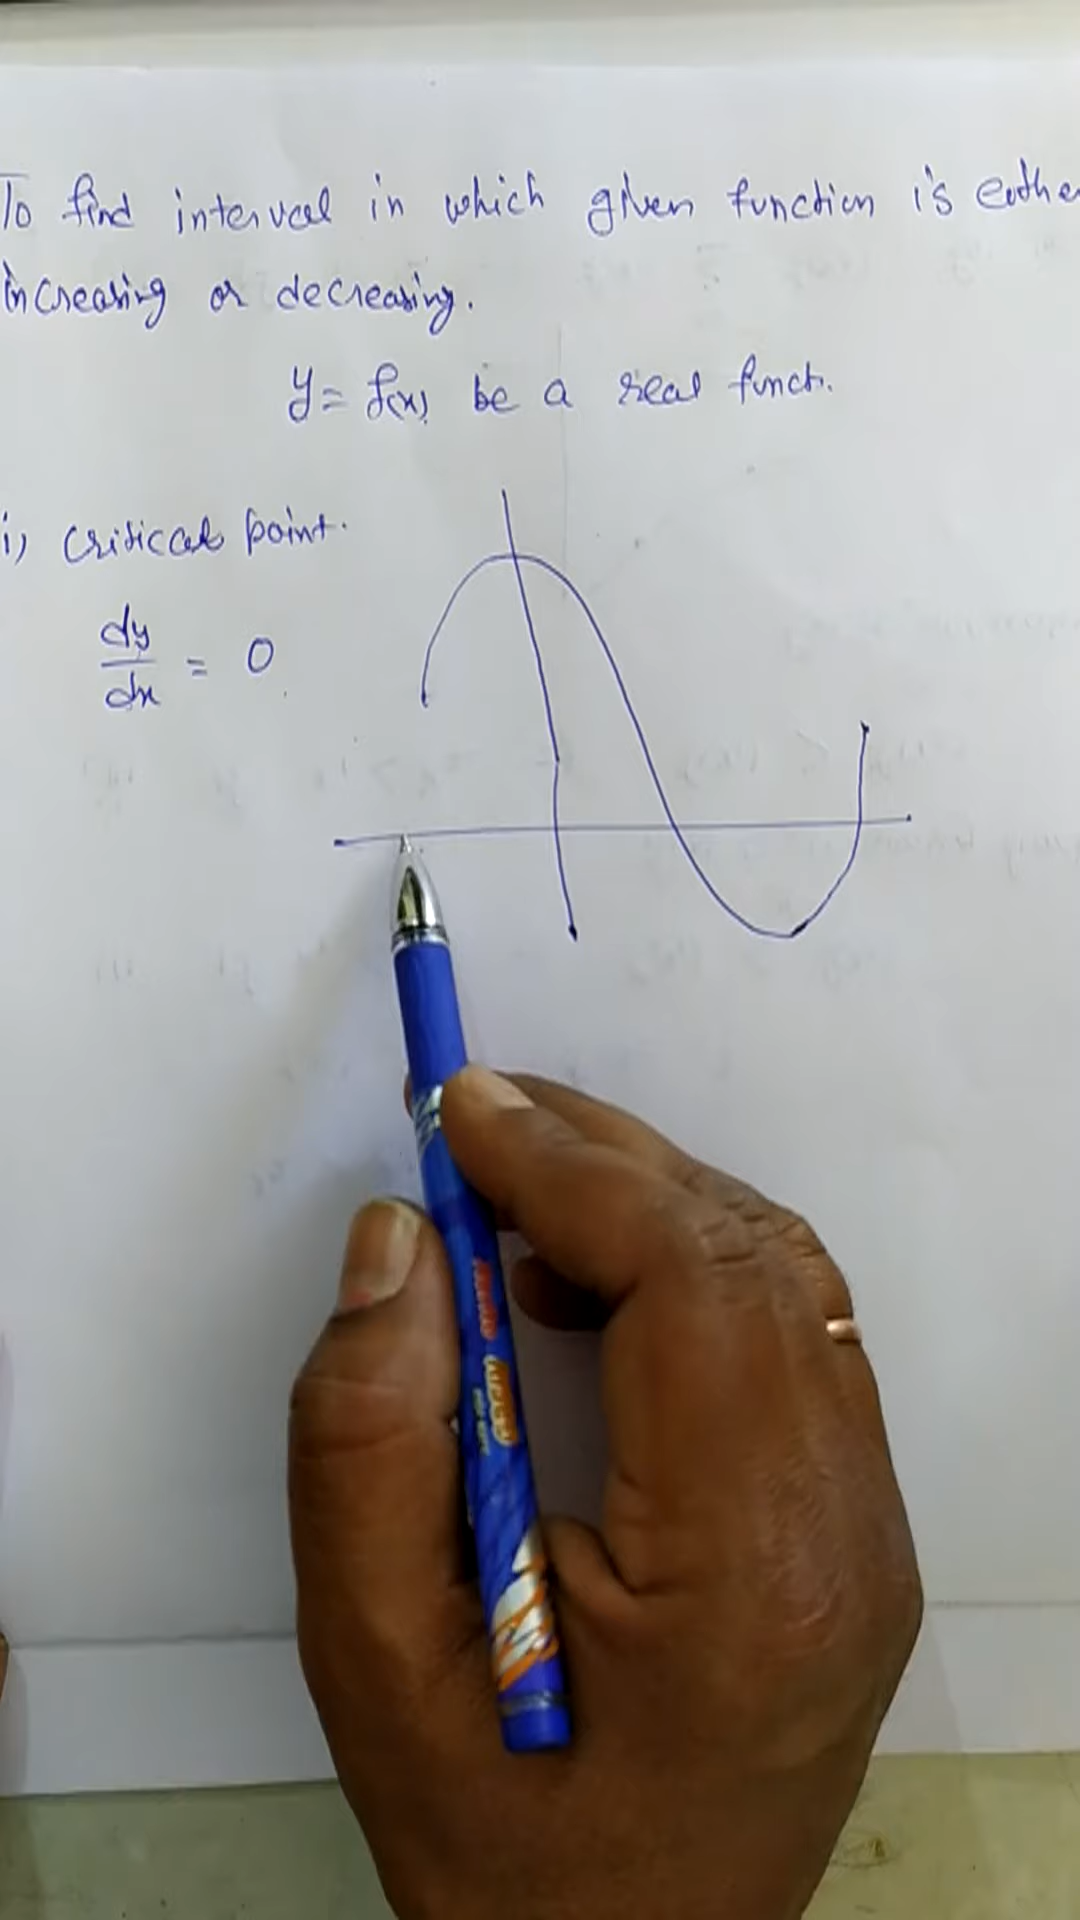 To find interval in which given function is eithe
increasing or decreasing.
y = f(x) be a real funct.
i) critical point.
dy/dx = 0